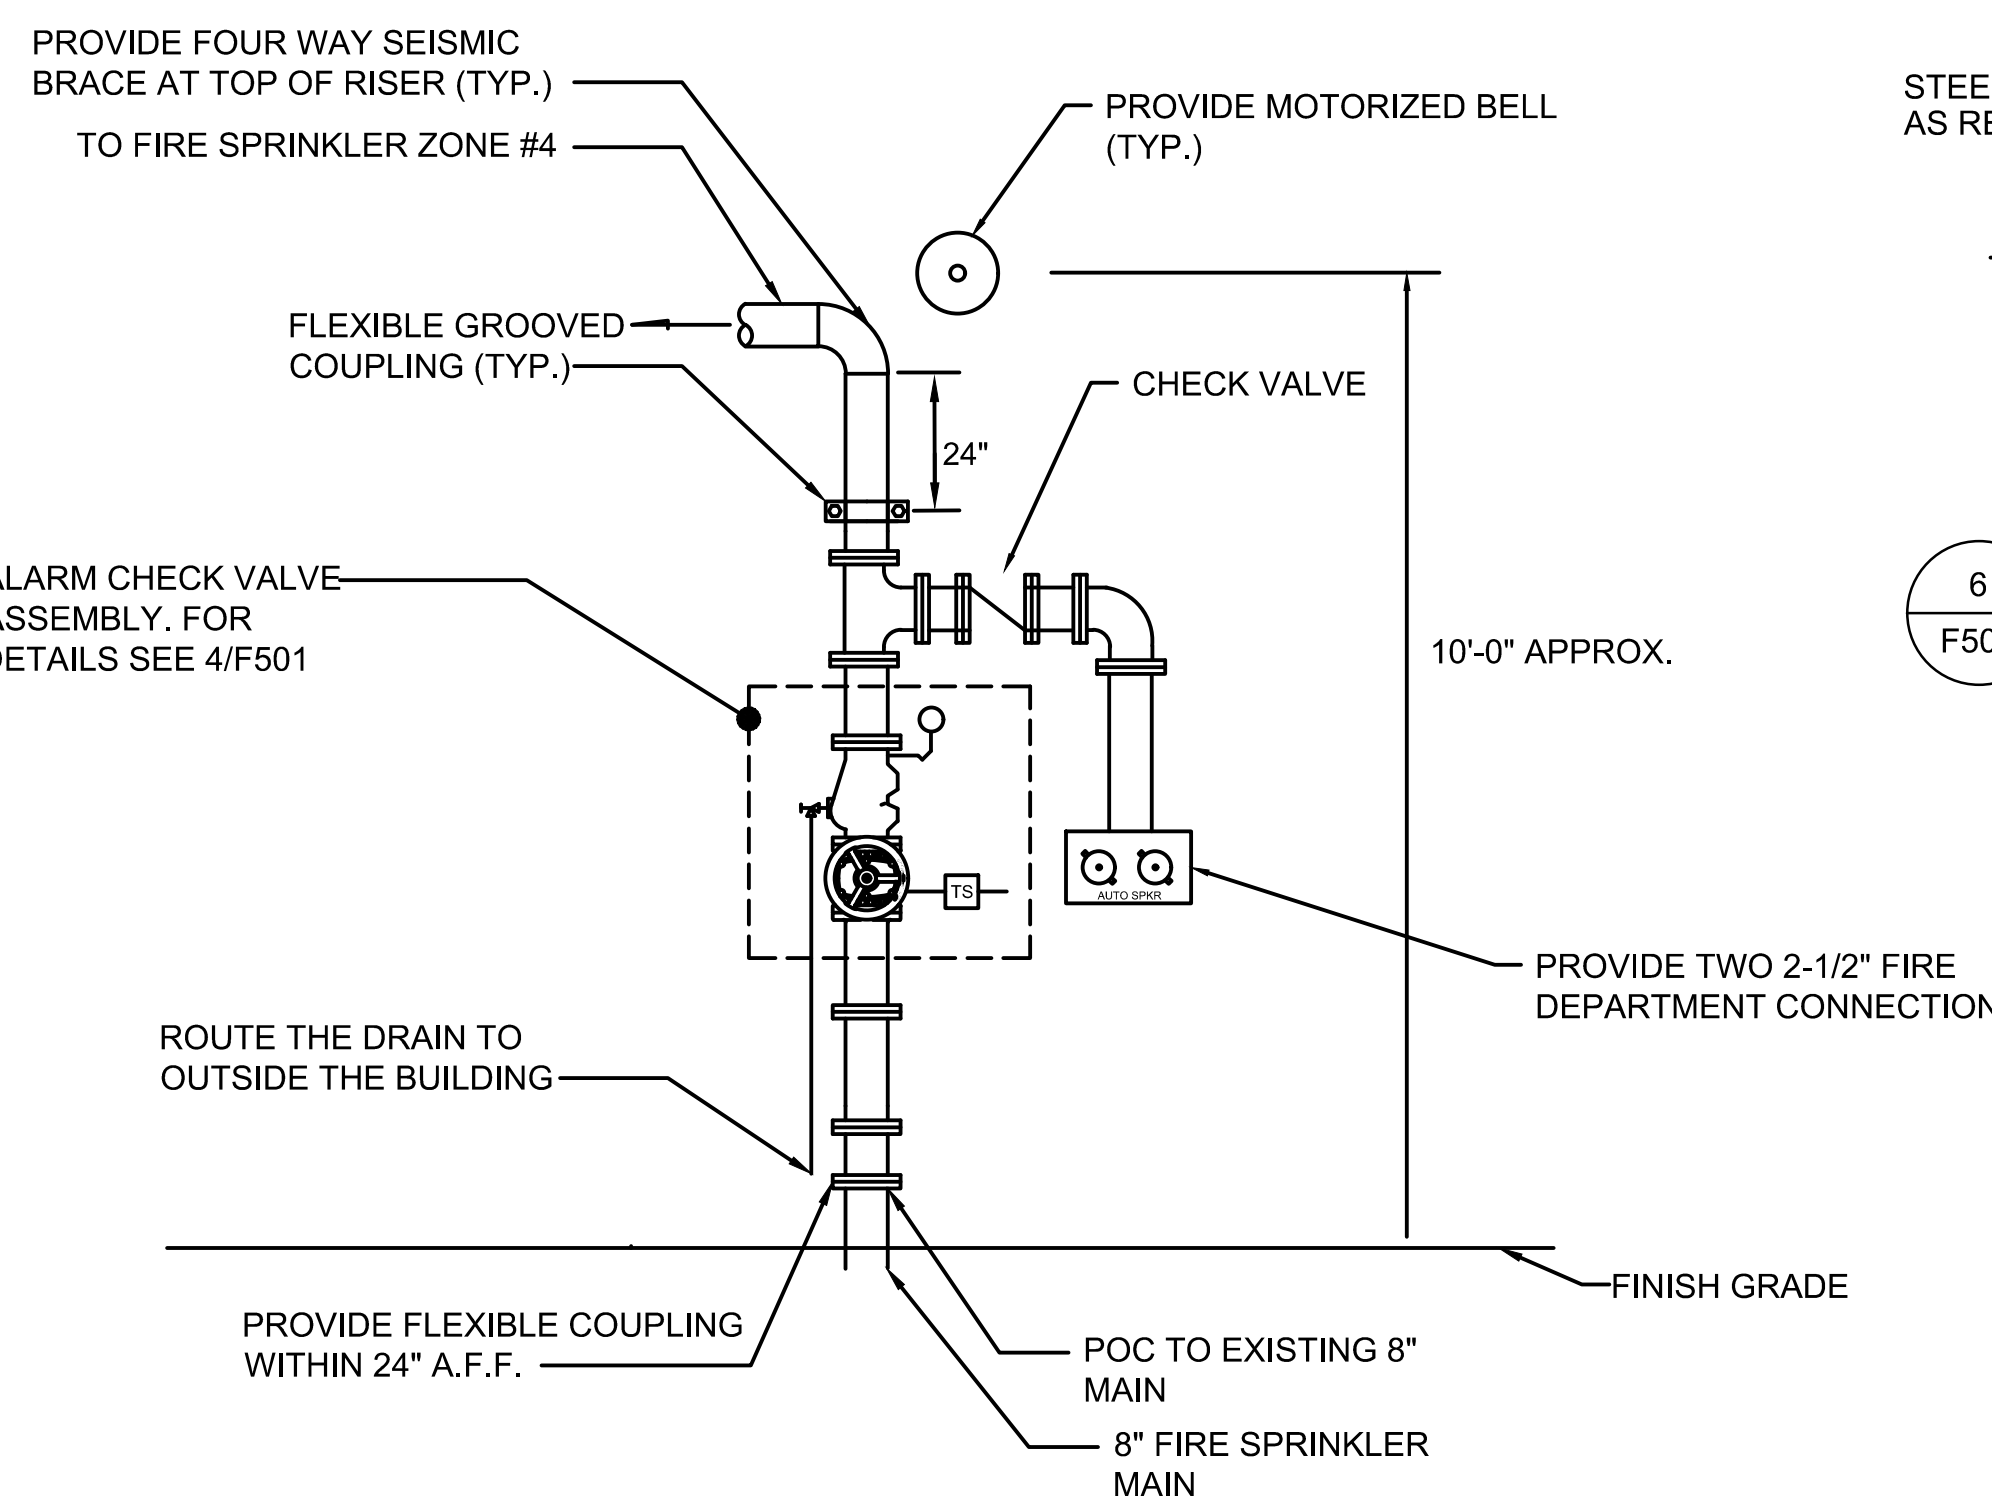 PROVIDE FOUR WAY SEISMIC
BRACE AT TOP OF RISER (TYP.)
TO FIRE SPRINKLER ZONE #4
FLEXIBLE GROOVED
COUPLING (TYP.)
PROVIDE MOTORIZED BELL
(TYP.)
STEE
AS RE
CHECK VALVE
24"
ALARM CHECK VALVE
ASSEMBLY. FOR
DETAILS SEE 4/F501
10'-0" APPROX.
6
F50
TS
AUTO SPKR
PROVIDE TWO 2-1/2" FIRE
DEPARTMENT CONNECTION
ROUTE THE DRAIN TO
OUTSIDE THE BUILDING
FINISH GRADE
PROVIDE FLEXIBLE COUPLING
WITHIN 24" A.F.F.
POC TO EXISTING 8"
MAIN
8" FIRE SPRINKLER
MAIN